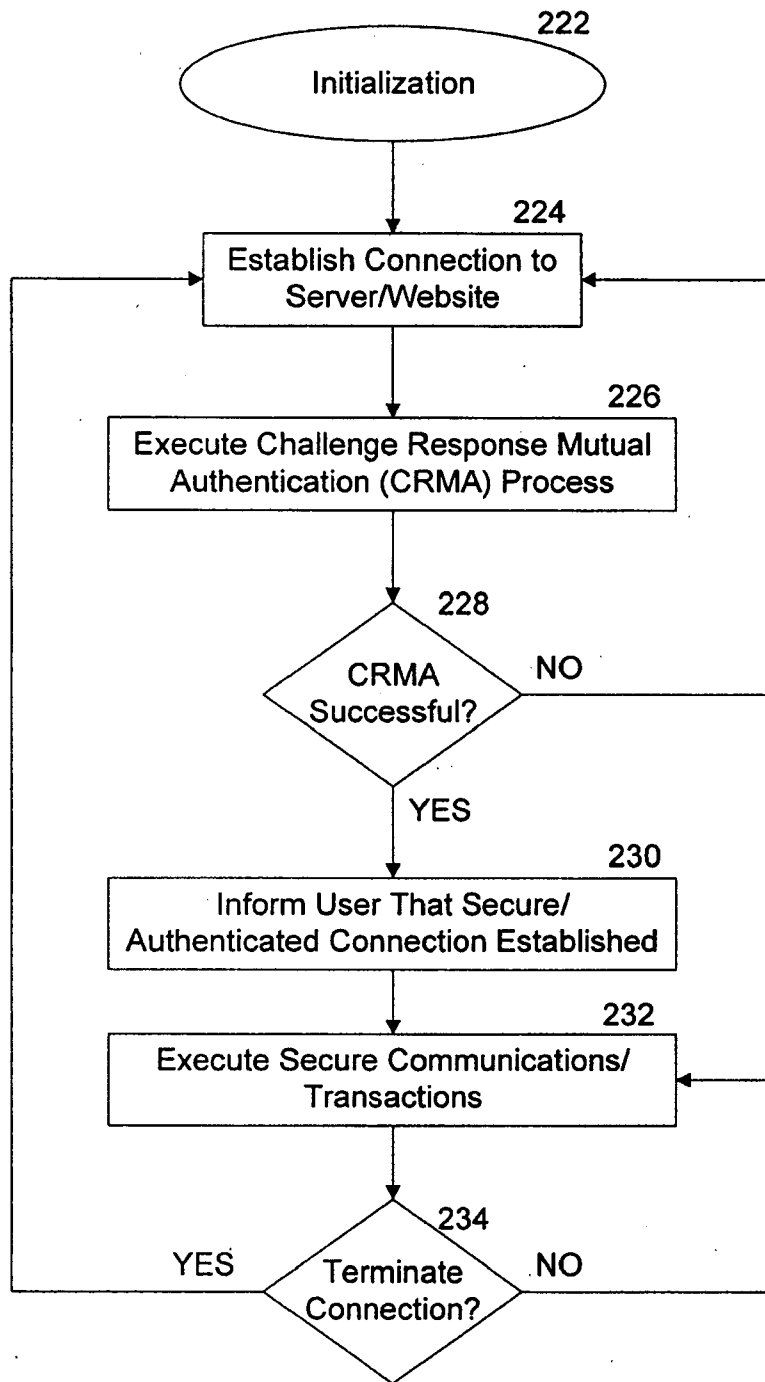 222
Initialization
224
Establish Connection to
Server/Website
226
Execute Challenge Response Mutual
Authentication (CRMA) Process
228
CRMA
Successful?
NO
YES
230
Inform User That Secure/
Authenticated Connection Established
232
Execute Secure Communications/
Transactions
234
YES
Terminate
Connection?
NO